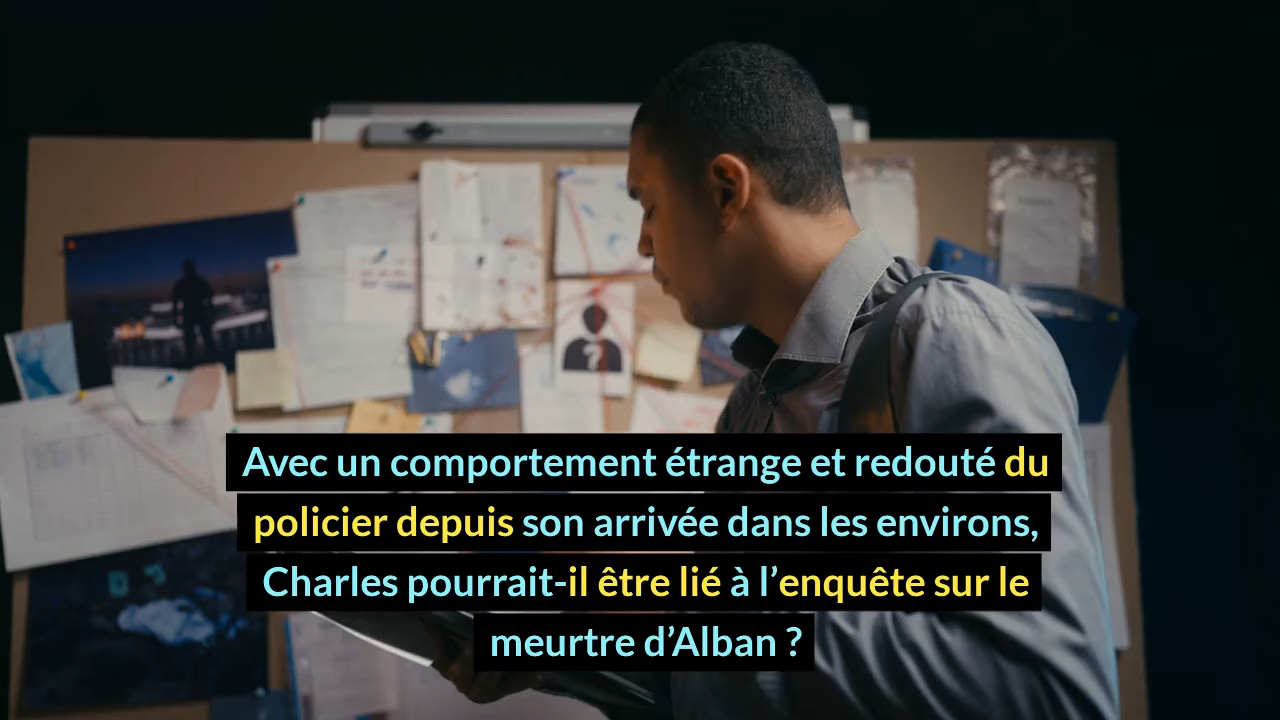 Avec un comportement étrange et redouté du
policier depuis son arrivée dans les environs,
Charles pourrait-il être lié à l’enquête sur le
meurtre d’Alban ?